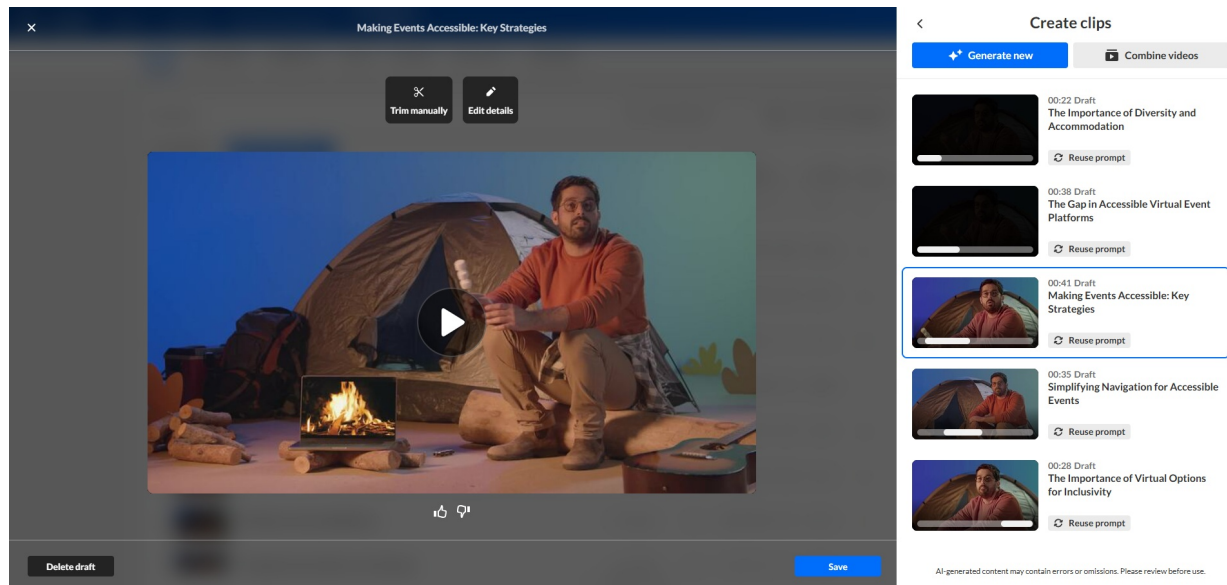 Making Events Accessible: Key Strategies
Trim manually
Edit details
Delete draft
Save
Create clips
Generate new
Combine videos
00:22 Draft
The Importance of Diversity and
Accommodation
Reuse prompt
00:38 Draft
The Gap in Accessible Virtual Event
Platforms
Reuse prompt
00:41 Draft
Making Events Accessible: Key
Strategies
Reuse prompt
00:35 Draft
Simplifying Navigation for Accessible
Events
Reuse prompt
00:28 Draft
The Importance of Virtual Options
for Inclusivity
Reuse prompt
AI-generated content may contain errors or omissions. Please review before use.